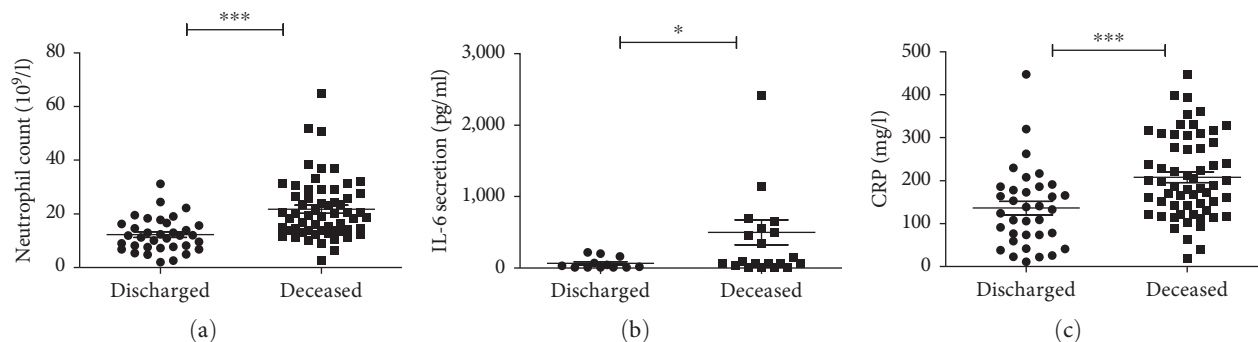 ***
Neutrophil count (10⁹/l)
80
60
40
20
0
Discharged
Deceased
(a)
*
IL-6 secretion (pg/ml)
3,000
2,000
1,000
0
Discharged
Deceased
(b)
***
CRP (mg/l)
500
400
300
200
100
0
Discharged
Deceased
(c)